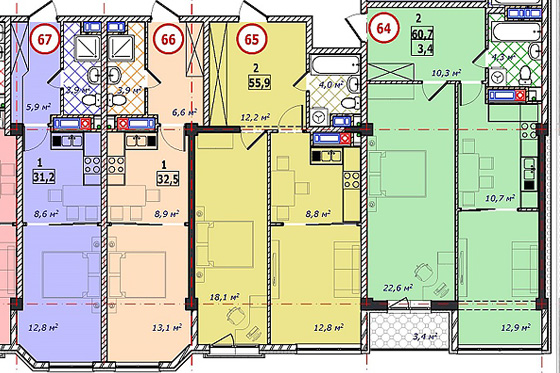 67
66
65
64
2
60,7
3,4
10,3 м²
4,3 м²
2
55,9
4,0 м²
12,2 м²
5,9 м²
3,9 м²
3,9 м²
6,6 м²
1
31,2
1
32,5
8,6 м²
8,9 м²
8,8 м²
10,7 м²
18,1 м²
22,6 м²
12,8 м²
13,1 м²
12,8 м²
3,4 м²
12,9 м²